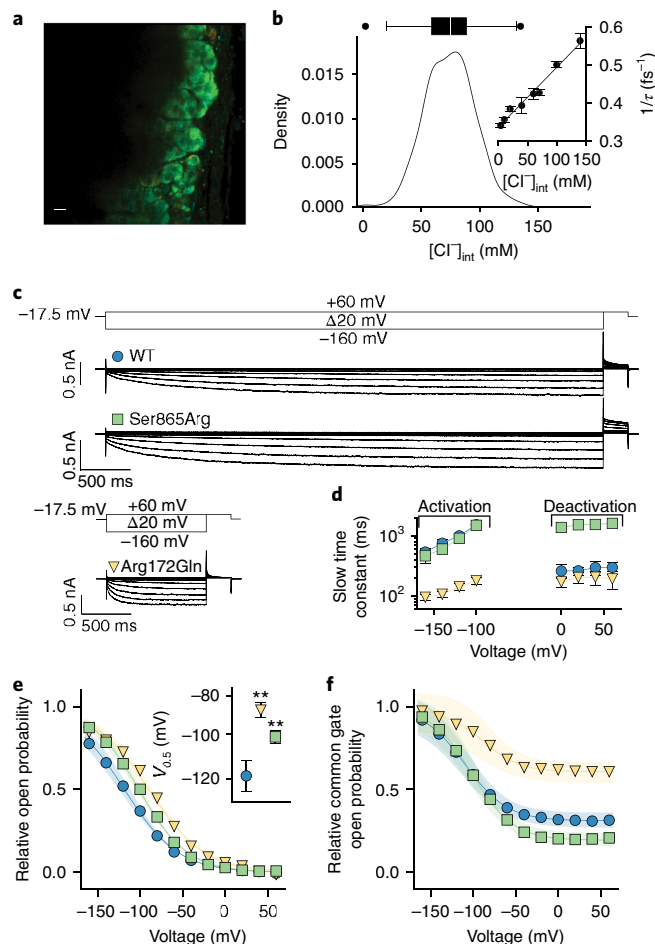 a
b
0.015
0.010
0.005
0.000
Density
0
50
100
150
[Cl⁻]int (mM)
0.6
0.5
0.4
0.3
1/τ (fs⁻¹)
0
50
100
150
[Cl⁻]int (mM)
c
−17.5 mV
+60 mV
Δ20 mV
−160 mV
WT
0.5 nA
Ser865Arg
0.5 nA
500 ms
−17.5 mV
+60 mV
Δ20 mV
−160 mV
Arg172Gln
0.5 nA
500 ms
d
Activation
Deactivation
10³
10²
Slow time
constant (ms)
−150
−100
0
50
Voltage (mV)
e
1.0
0.5
0.0
Relative open probability
−150
−100
−50
0
50
Voltage (mV)
−80
−100
−120
V0.5 (mV)
**
**
f
1.0
0.5
0.0
Relative common gate
open probability
−150
−100
−50
0
50
Voltage (mV)